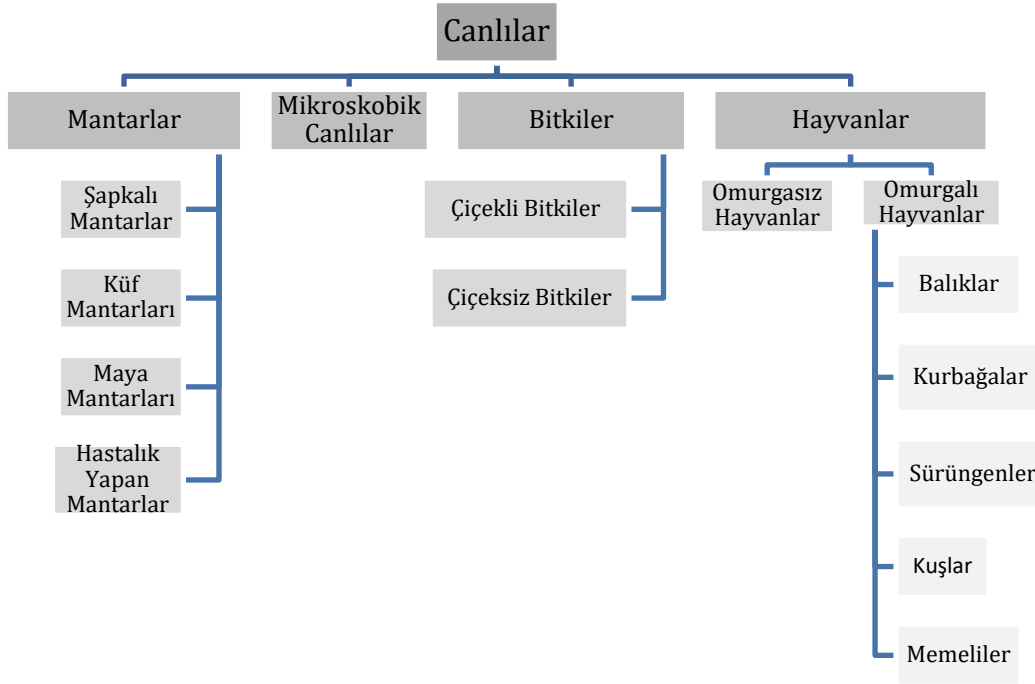 Canlılar
Mantarlar
Mikroskobik
Canlılar
Bitkiler
Hayvanlar
Şapkalı
Mantarlar
Küf
Mantarları
Maya
Mantarları
Hastalık
Yapan
Mantarlar
Çiçekli Bitkiler
Çiçeksiz Bitkiler
Omurgasız
Hayvanlar
Omurgalı
Hayvanlar
Balıklar
Kurbağalar
Sürüngenler
Kuşlar
Memeliler